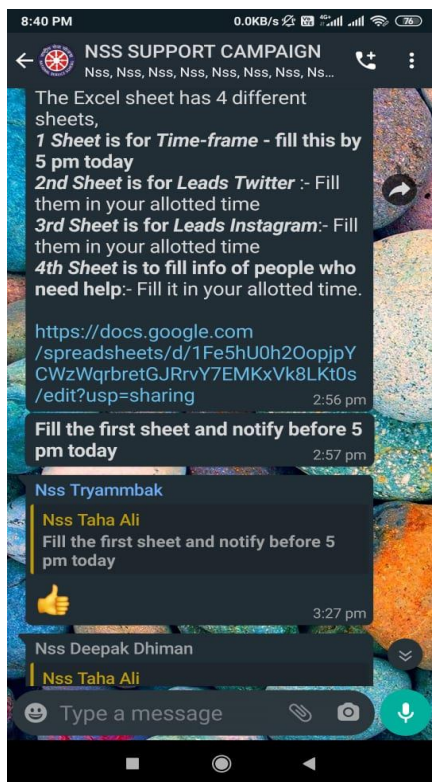 8:40 PM 0.0KB/s 4G+ 76
NSS SUPPORT CAMPAIGN
Nss, Nss, Nss, Nss, Nss, Nss, Nss, Ns...
The Excel sheet has 4 different
sheets,
1 Sheet is for Time-frame - fill this by
5 pm today
2nd Sheet is for Leads Twitter :- Fill
them in your allotted time
3rd Sheet is for Leads Instagram:- Fill
them in your allotted time
4th Sheet is to fill info of people who
need help:- Fill it in your allotted time.
https://docs.google.com
/spreadsheets/d/1Fe5hU0h2OopjpY
CWzWqrbretGJRrvY7EMKxVk8LKt0s
/edit?usp=sharing
2:56 pm
Fill the first sheet and notify before 5
pm today
2:57 pm
Nss Tryammbak
Nss Taha Ali
Fill the first sheet and notify before 5
pm today
3:27 pm
Nss Deepak Dhiman
Nss Taha Ali
Type a message